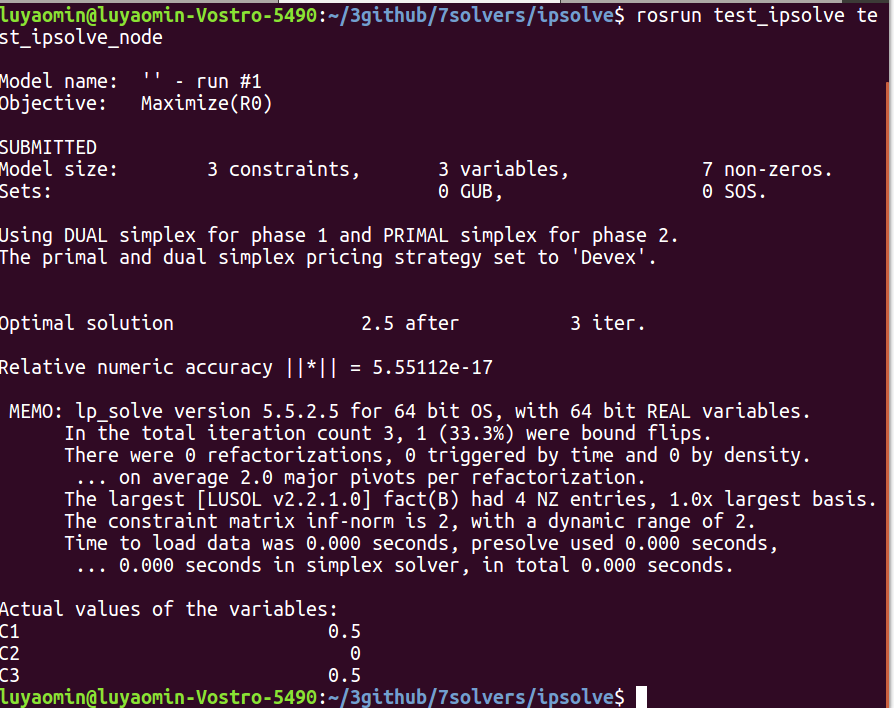 luyaomin@luyaomin-Vostro-5490:~/3github/7solvers/ipsolve$ rosrun test_ipsolve te
st_ipsolve_node
Model name:  '' - run #1
Objective:   Maximize(R0)
SUBMITTED
Model size:        3 constraints,       3 variables,            7 non-zeros.
Sets:                                   0 GUB,                  0 SOS.
Using DUAL simplex for phase 1 and PRIMAL simplex for phase 2.
The primal and dual simplex pricing strategy set to 'Devex'.
Optimal solution                 2.5 after          3 iter.
Relative numeric accuracy ||*|| = 5.55112e-17
MEMO: lp_solve version 5.5.2.5 for 64 bit OS, with 64 bit REAL variables.
In the total iteration count 3, 1 (33.3%) were bound flips.
There were 0 refactorizations, 0 triggered by time and 0 by density.
... on average 2.0 major pivots per refactorization.
The largest [LUSOL v2.2.1.0] fact(B) had 4 NZ entries, 1.0x largest basis.
The constraint matrix inf-norm is 2, with a dynamic range of 2.
Time to load data was 0.000 seconds, presolve used 0.000 seconds,
... 0.000 seconds in simplex solver, in total 0.000 seconds.
Actual values of the variables:
C1                            0.5
C2                              0
C3                            0.5
luyaomin@luyaomin-Vostro-5490:~/3github/7solvers/ipsolve$